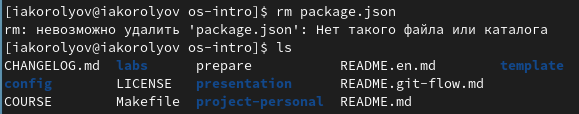 [iakorolyov@iakorolyov os-intro]$ rm package.json
rm: невозможно удалить 'package.json': Нет такого файла или каталога
[iakorolyov@iakorolyov os-intro]$ ls
CHANGELOG.md labs prepare README.en.md template
config LICENSE presentation README.git-flow.md
COURSE Makefile project-personal README.md